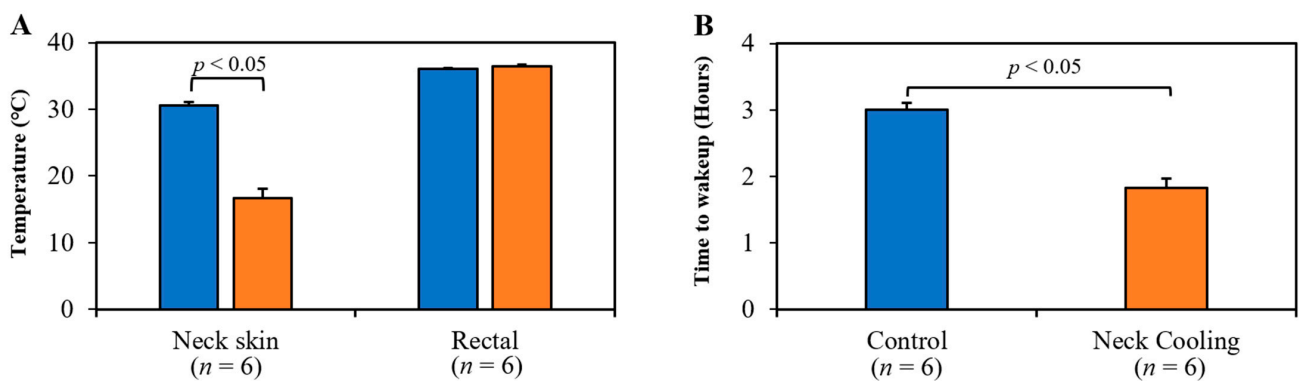 A
Temperature (°C)
40
30
20
10
0
p < 0.05
Neck skin
(n = 6)
Rectal
(n = 6)
B
Time to wakeup (Hours)
4
3
2
1
0
p < 0.05
Control
(n = 6)
Neck Cooling
(n = 6)